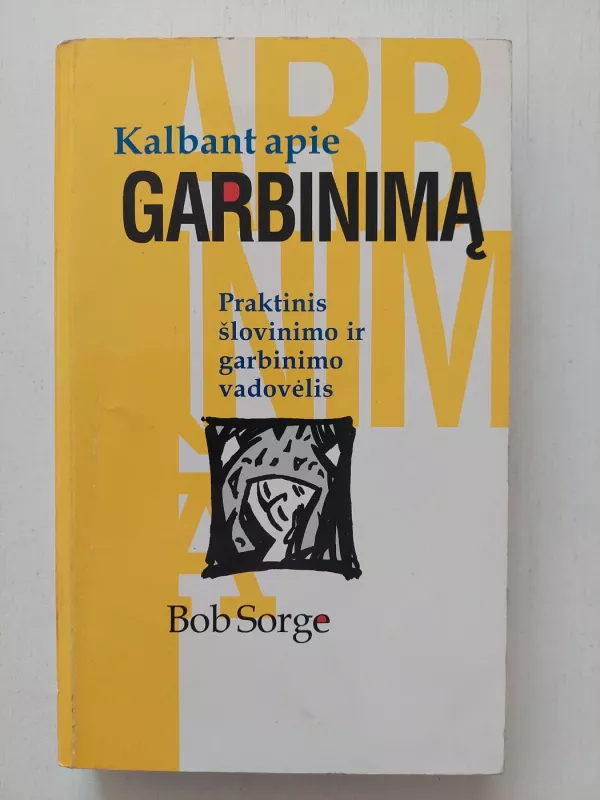 Kalbant apie
GARBINIMĄ
Praktinis
šlovinimo ir
garbinimo
vadovėlis
Bob Sorge